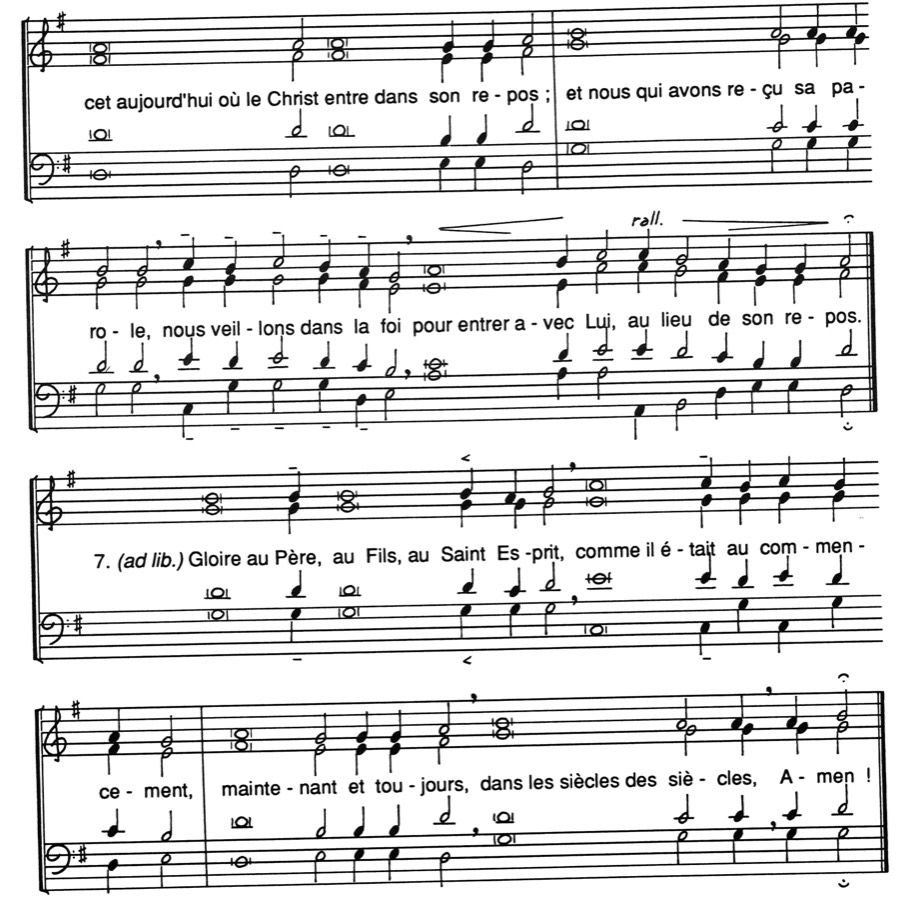 cet aujourd'hui où le Christ entre dans son re - pos ; et nous qui avons re - çu sa pa -
rall.
ro - le, nous veil - lons dans la foi pour entrer a - vec Lui, au lieu de son re - pos.
7. (ad lib.) Gloire au Père, au Fils, au Saint Es - prit, comme il é - tait au com - men -
ce - ment, mainte - nant et tou - jours, dans les siècles des siè - cles, A - men !